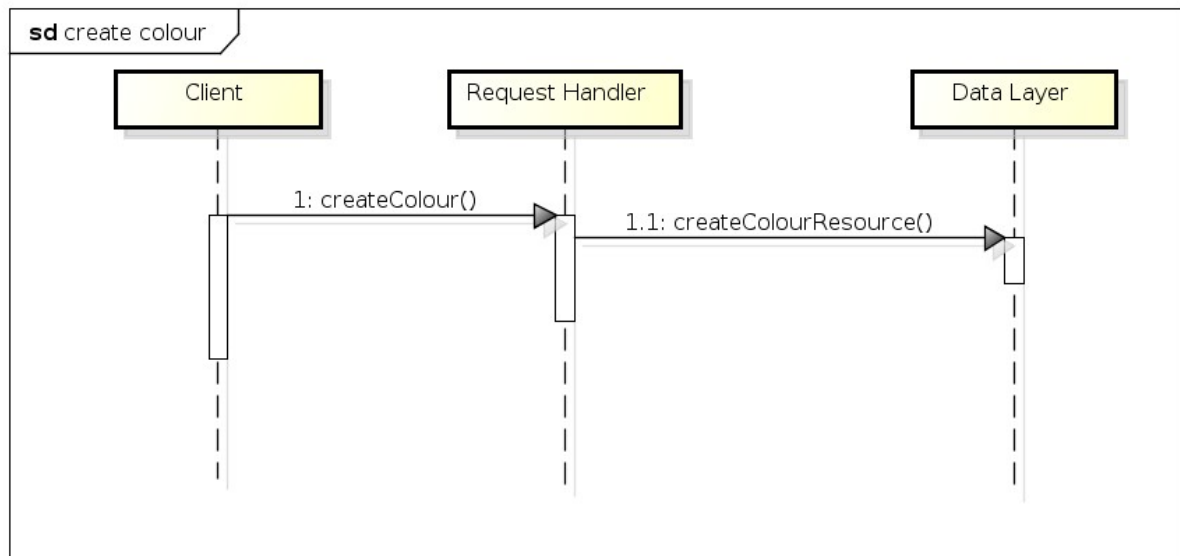 sd create colour
Client
Request Handler
Data Layer
1: createColour()
1.1: createColourResource()